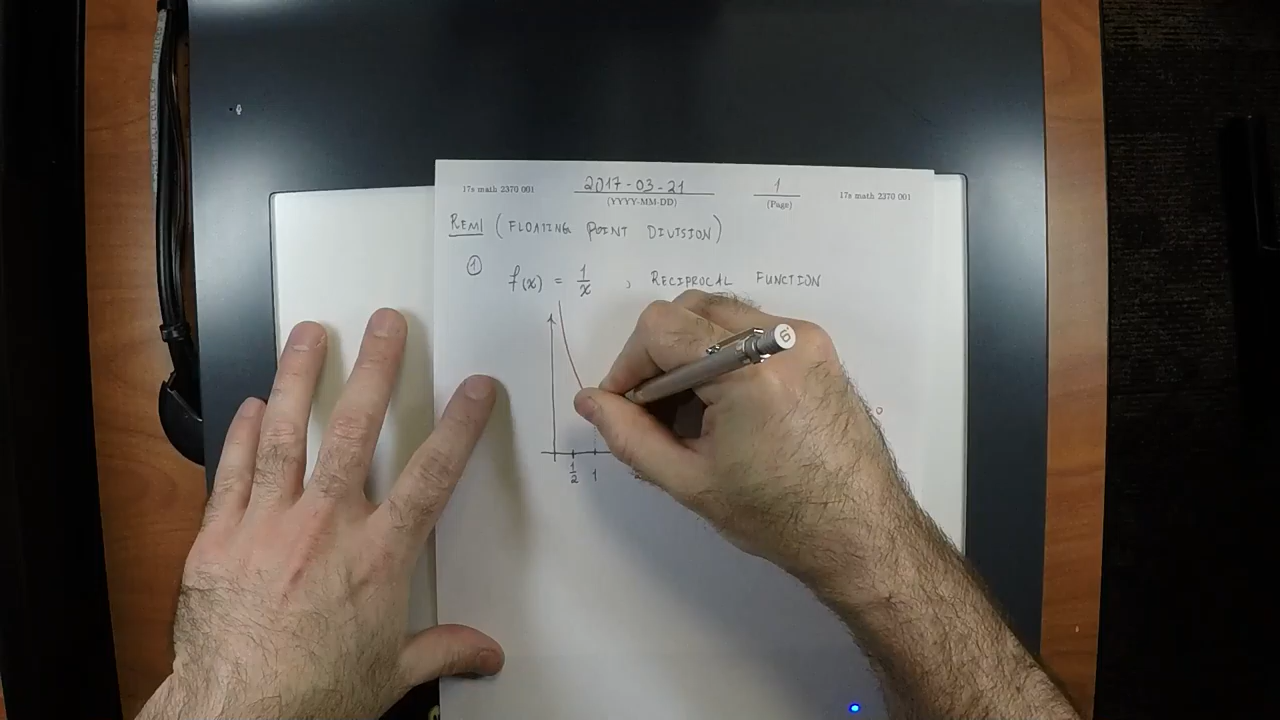 17s math 2370 001 2017-03-21 1 17s math 2370 001
(YYYY-MM-DD) (Page)
REM1 (FLOATING POINT DIVISION)
1 f(x) = 1/x , RECIPROCAL FUNCTION
1/2 1